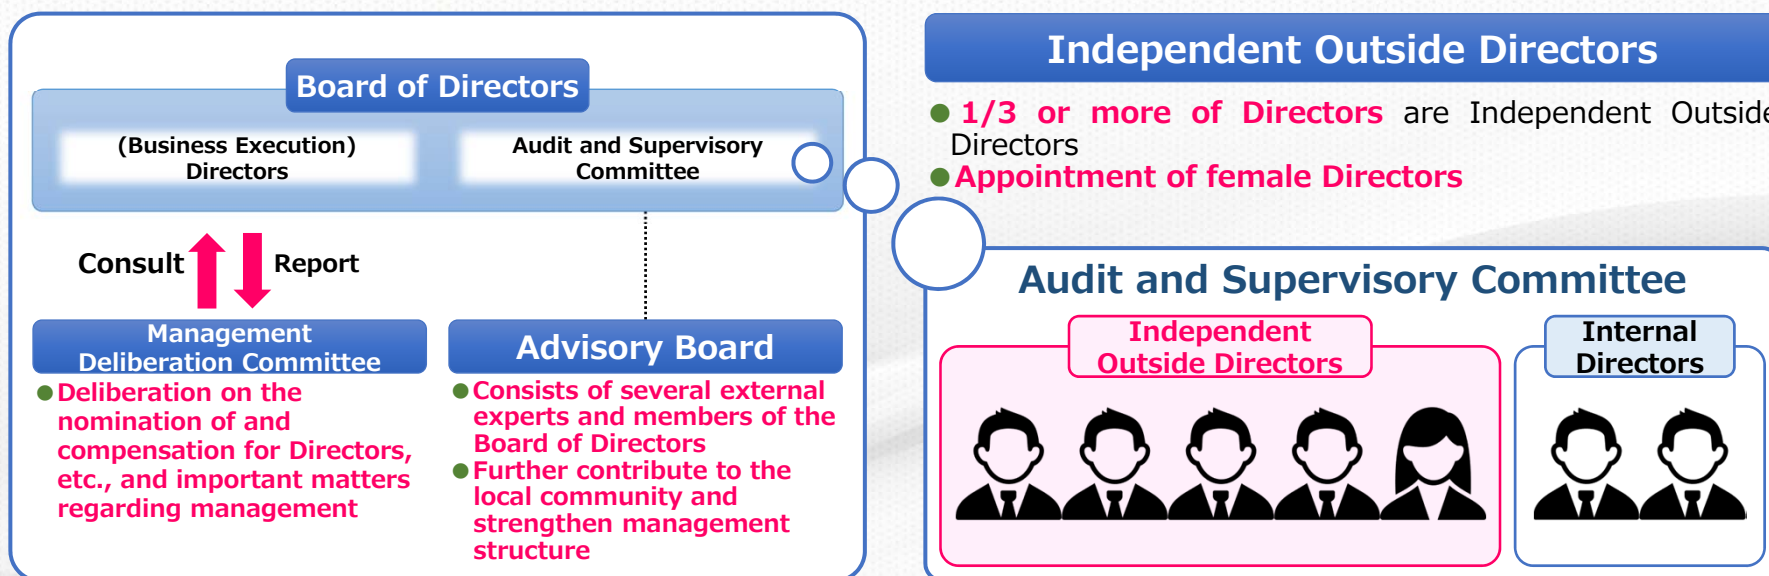 Board of Directors
(Business Execution)
Directors
Audit and Supervisory
Committee
Consult
Report
Management
Deliberation Committee
● Deliberation on the
nomination of and
compensation for Directors,
etc., and important matters
regarding management
Advisory Board
● Consists of several external
experts and members of the
Board of Directors
● Further contribute to the
local community and
strengthen management
structure
Independent Outside Directors
● 1/3 or more of Directors are Independent Outside
Directors
● Appointment of female Directors
Audit and Supervisory Committee
Independent
Outside Directors
Internal
Directors